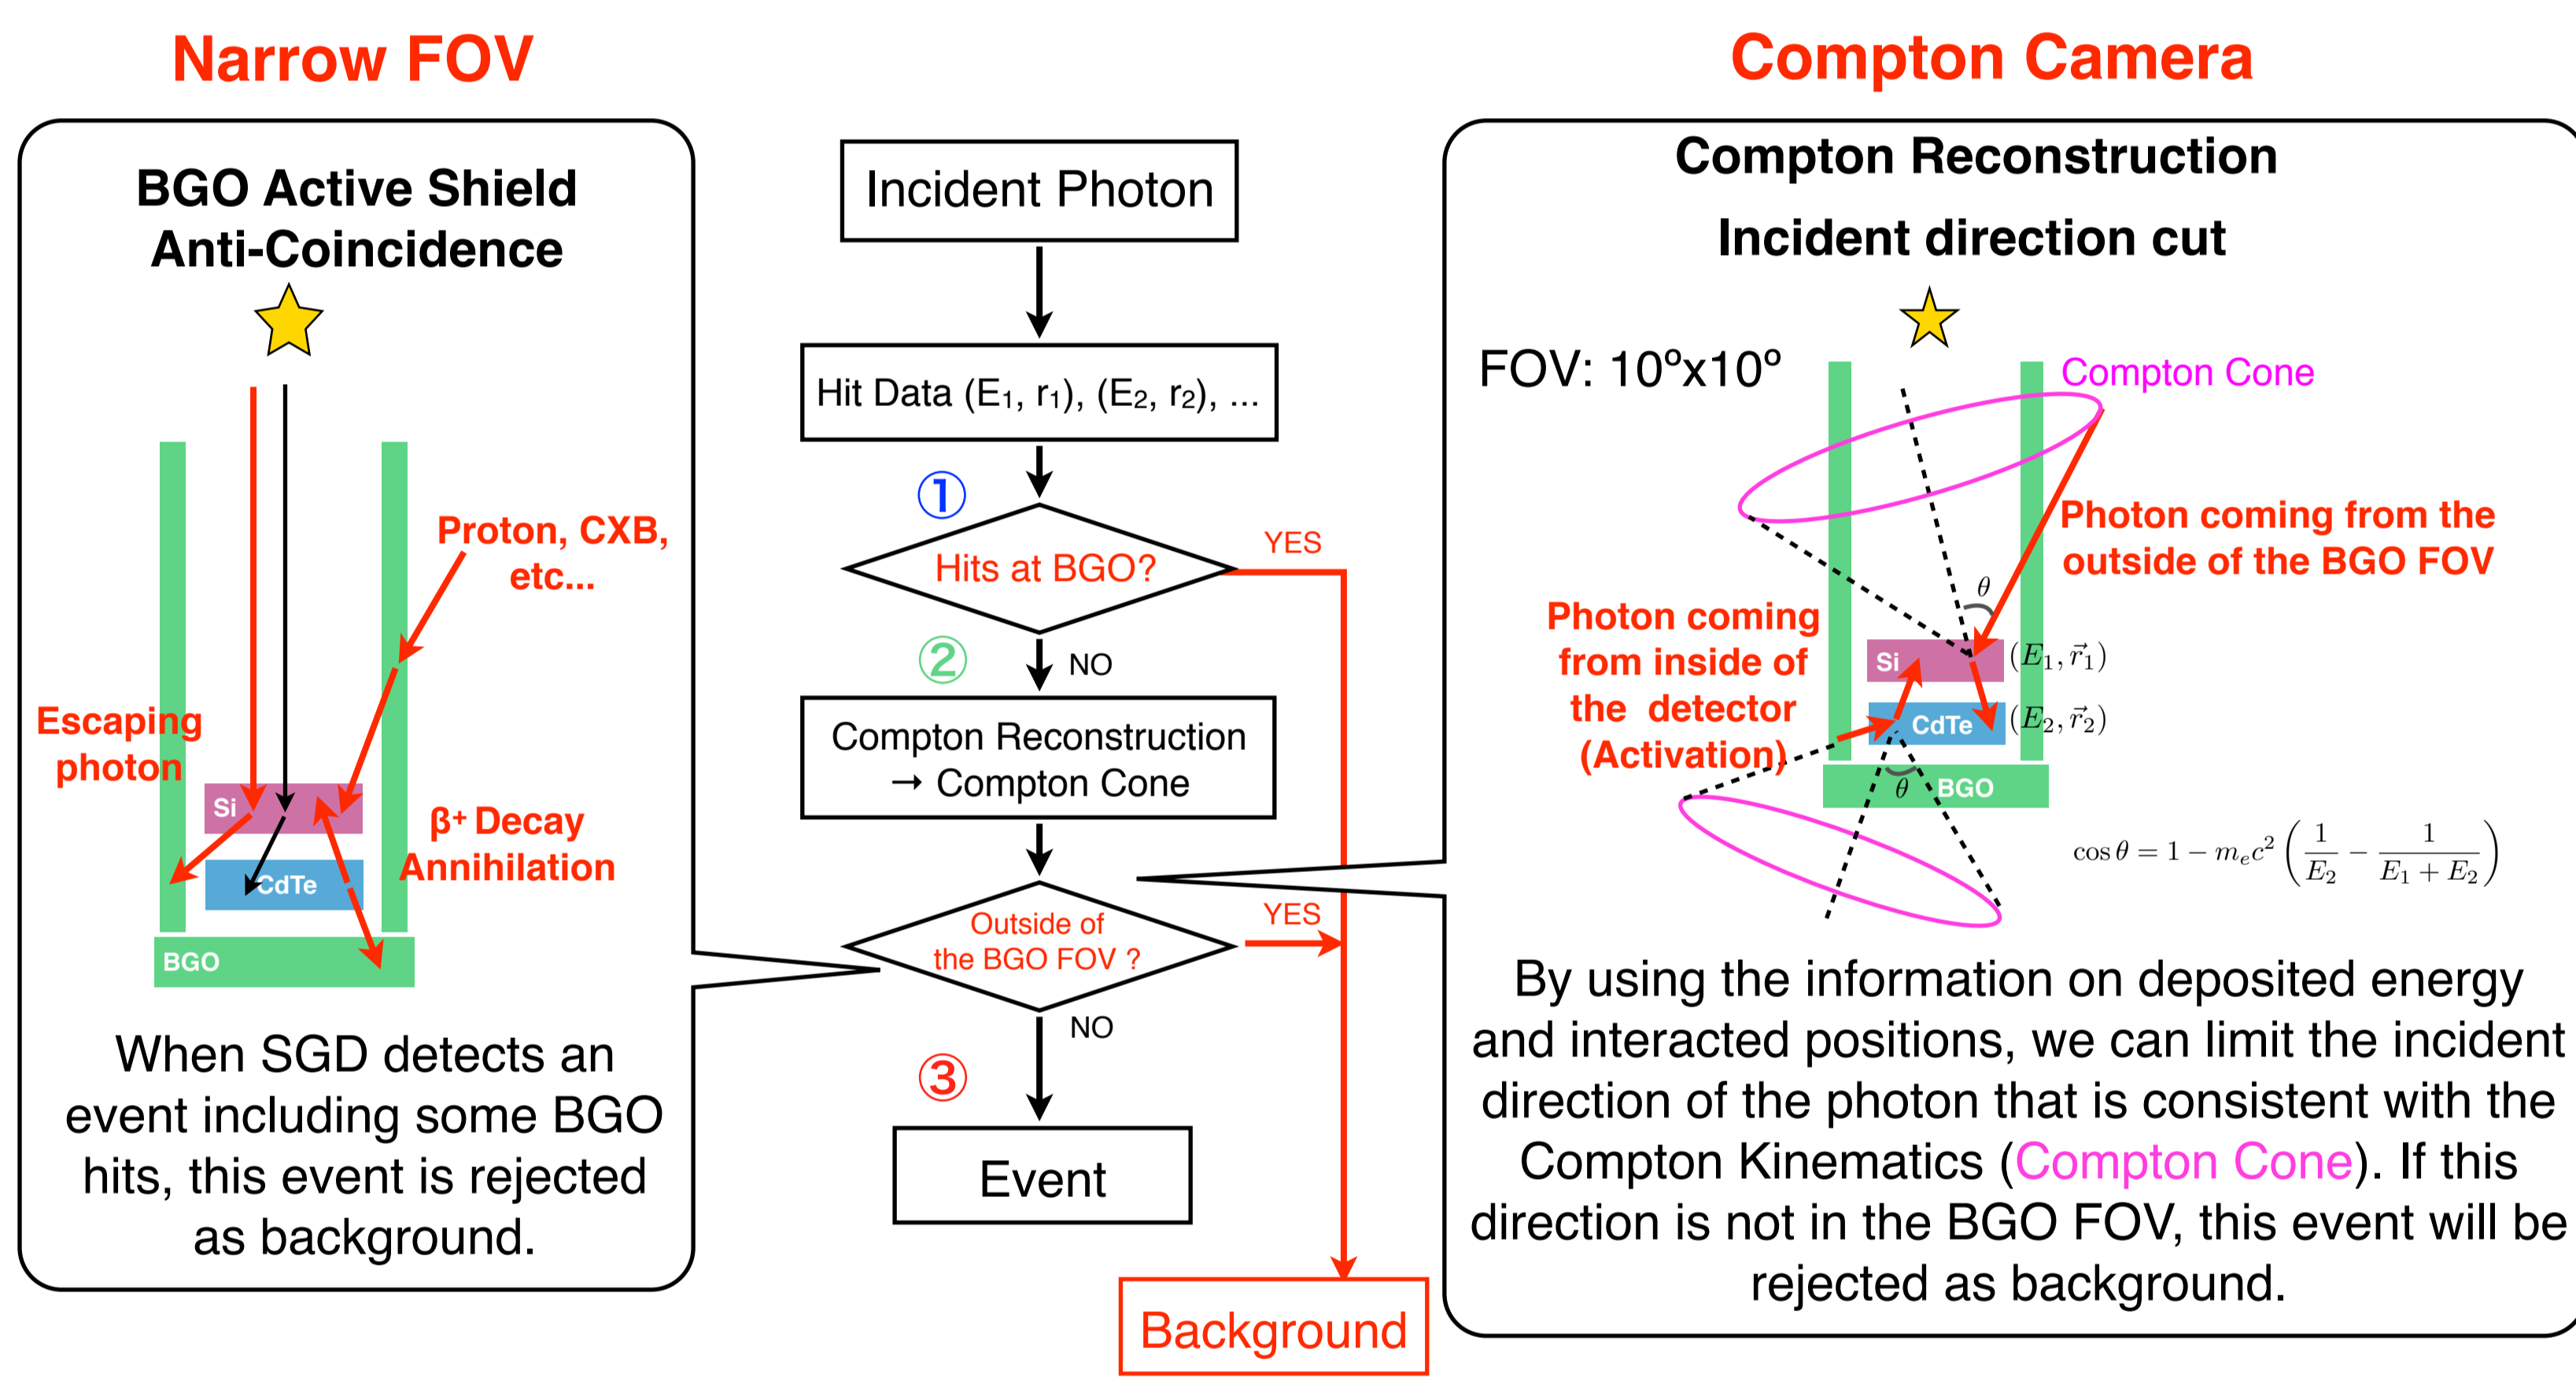 Narrow FOV
BGO Active Shield
Anti-Coincidence
Proton, CXB,
etc...
Escaping
photon
Si
β⁺ Decay
Annihilation
CdTe
BGO
When SGD detects an
event including some BGO
hits, this event is rejected
as background.
Incident Photon
Hit Data (E₁, r₁), (E₂, r₂), ...
①
Hits at BGO?
YES
②
NO
Compton Reconstruction
→ Compton Cone
Outside of
the BGO FOV ?
YES
NO
③
Event
Background
Compton Camera
Compton Reconstruction
Incident direction cut
FOV: 10ºx10º
Compton Cone
Photon coming from the
outside of the BGO FOV
θ
Photon coming
from inside of
the detector
(Activation)
Si
(E₁, r⃗₁)
CdTe
(E₂, r⃗₂)
θ
BGO
cos θ = 1 − mₑc² ( 1/E₂ − 1/(E₁ + E₂) )
By using the information on deposited energy
and interacted positions, we can limit the incident
direction of the photon that is consistent with the
Compton Kinematics (Compton Cone). If this
direction is not in the BGO FOV, this event will be
rejected as background.